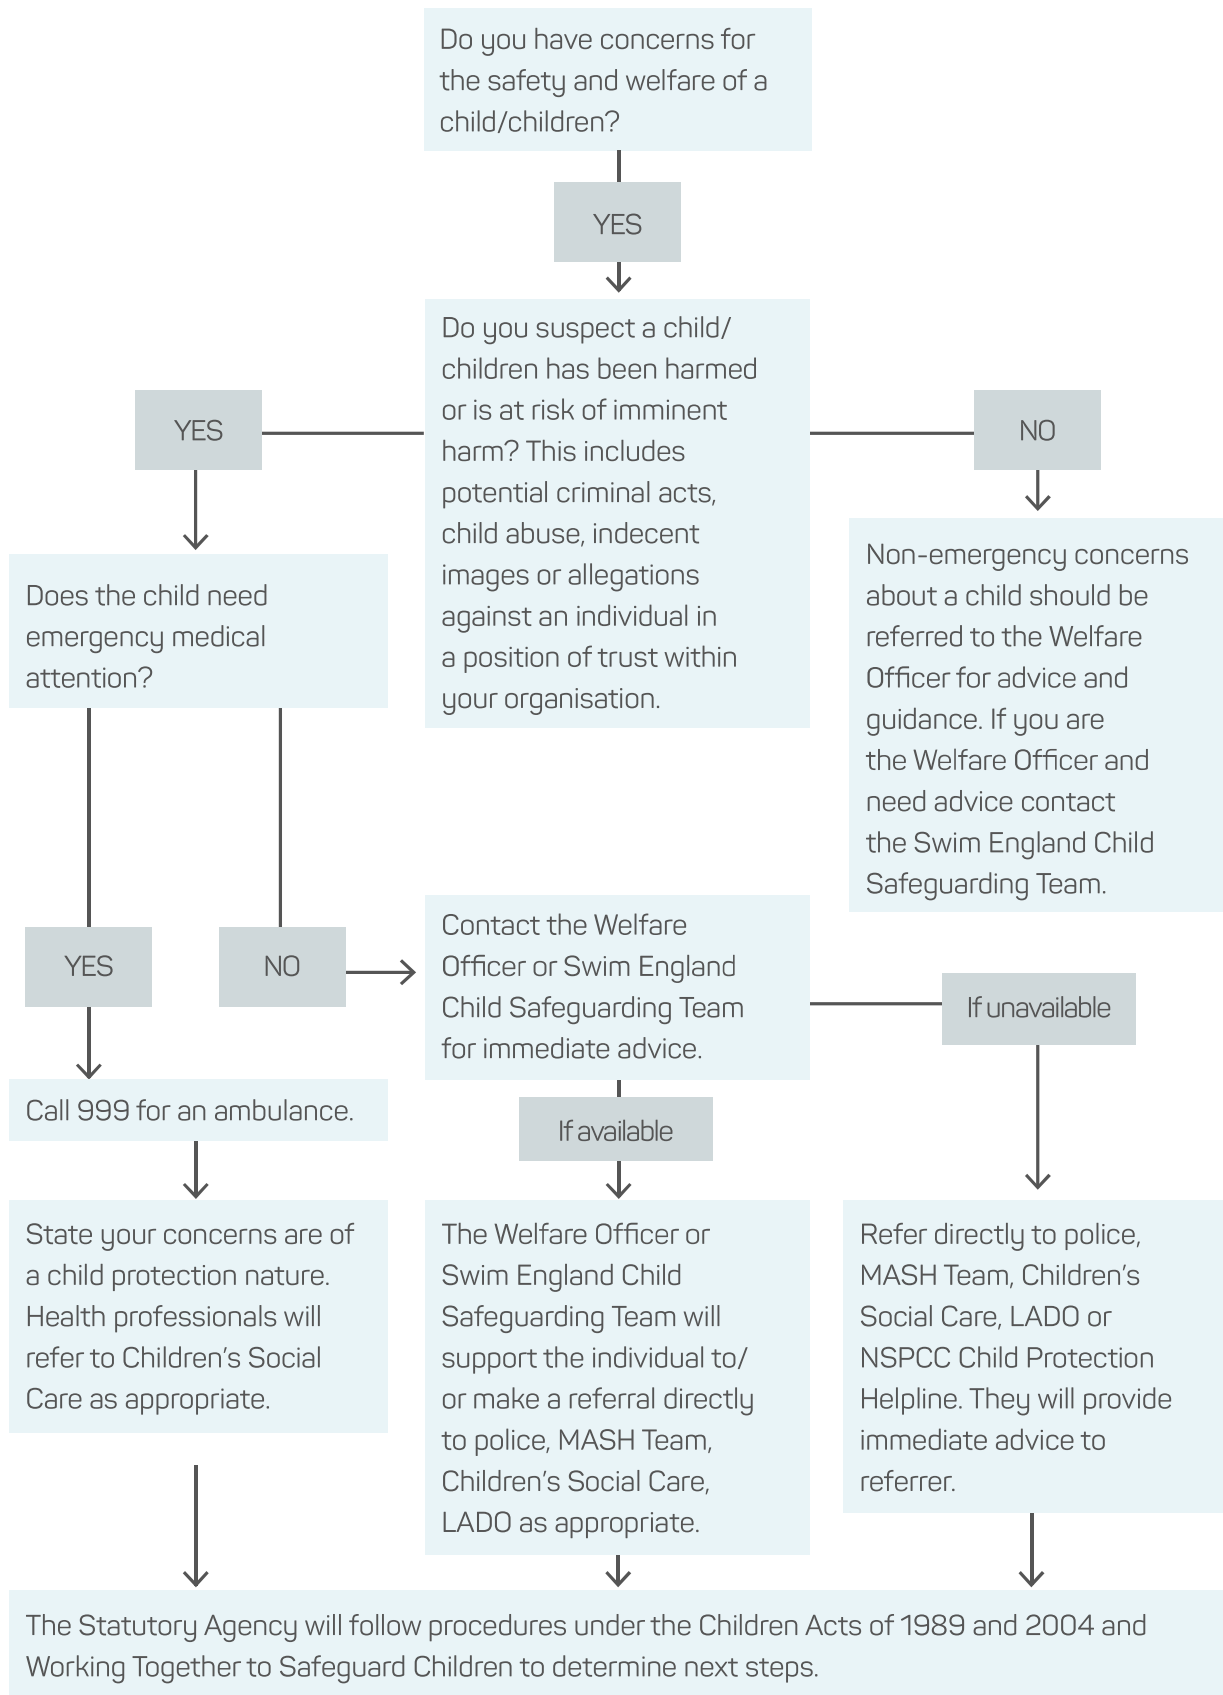 Do you have concerns for
the safety and welfare of a
child/children?
YES
Do you suspect a child/
children has been harmed
or is at risk of imminent
harm? This includes
potential criminal acts,
child abuse, indecent
images or allegations
against an individual in
a position of trust within
your organisation.
YES
NO
Does the child need
emergency medical
attention?
Non-emergency concerns
about a child should be
referred to the Welfare
Officer for advice and
guidance. If you are
the Welfare Officer and
need advice contact
the Swim England Child
Safeguarding Team.
YES
NO
Contact the Welfare
Officer or Swim England
Child Safeguarding Team
for immediate advice.
If unavailable
If available
Call 999 for an ambulance.
State your concerns are of
a child protection nature.
Health professionals will
refer to Children's Social
Care as appropriate.
The Welfare Officer or
Swim England Child
Safeguarding Team will
support the individual to/
or make a referral directly
to police, MASH Team,
Children's Social Care,
LADO as appropriate.
Refer directly to police,
MASH Team, Children's
Social Care, LADO or
NSPCC Child Protection
Helpline. They will provide
immediate advice to
referrer.
The Statutory Agency will follow procedures under the Children Acts of 1989 and 2004 and
Working Together to Safeguard Children to determine next steps.